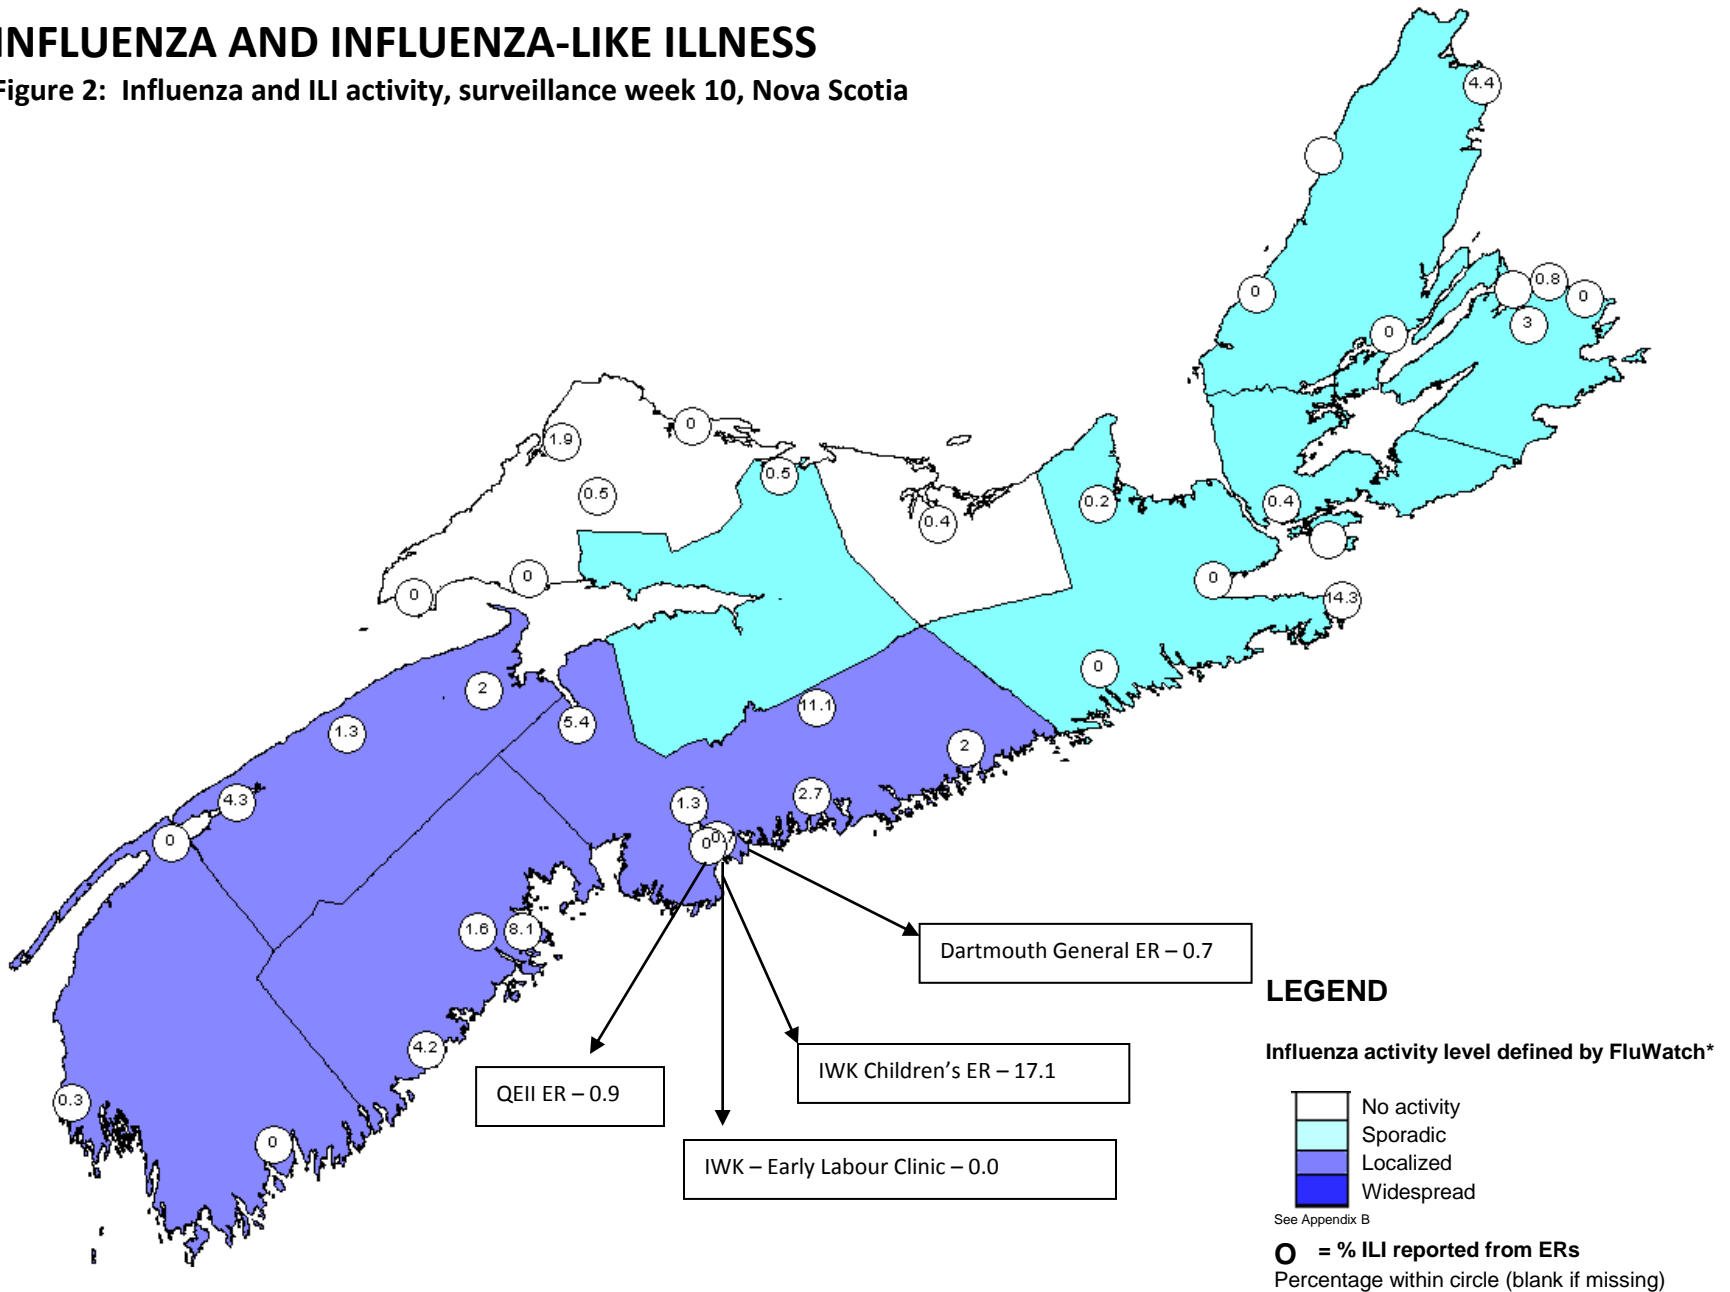 INFLUENZA AND INFLUENZA-LIKE ILLNESS
Figure 2: Influenza and ILI activity, surveillance week 10, Nova Scotia
4.4
0
0.8
0
3
0
0
1.9
0.5
0.5
0.4
0.2
0.4
0
0
0
14.3
0
2
1.3
5.4
11.1
2
4.3
1.3
2.7
0
0
0.7
1.6
8.1
4.2
0.3
0
Dartmouth General ER – 0.7
IWK Children's ER – 17.1
QEII ER – 0.9
IWK – Early Labour Clinic – 0.0
LEGEND
Influenza activity level defined by FluWatch*
No activity
Sporadic
Localized
Widespread
See Appendix B
O = % ILI reported from ERs
Percentage within circle (blank if missing)